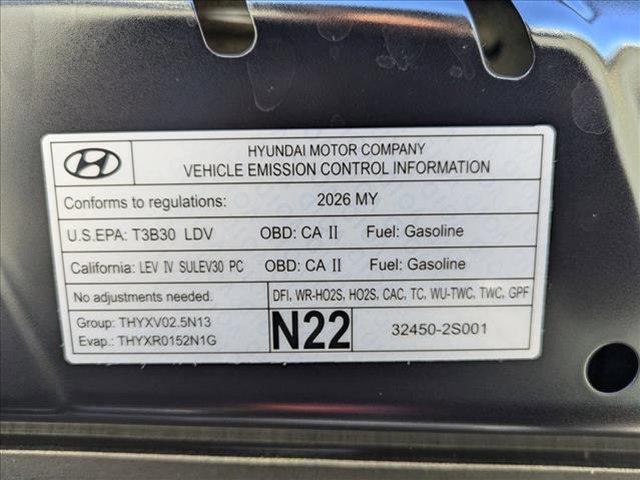 HYUNDAI MOTOR COMPANY
VEHICLE EMISSION CONTROL INFORMATION
Conforms to regulations: 2026 MY
U.S.EPA: T3B30 LDV OBD: CA II Fuel: Gasoline
California: LEV IV SULEV30 PC OBD: CA II Fuel: Gasoline
No adjustments needed. DFI, WR-HO2S, HO2S, CAC, TC, WU-TWC, TWC, GPF
Group: THYXV02.5N13
Evap.: THYXR0152N1G
N22
32450-2S001